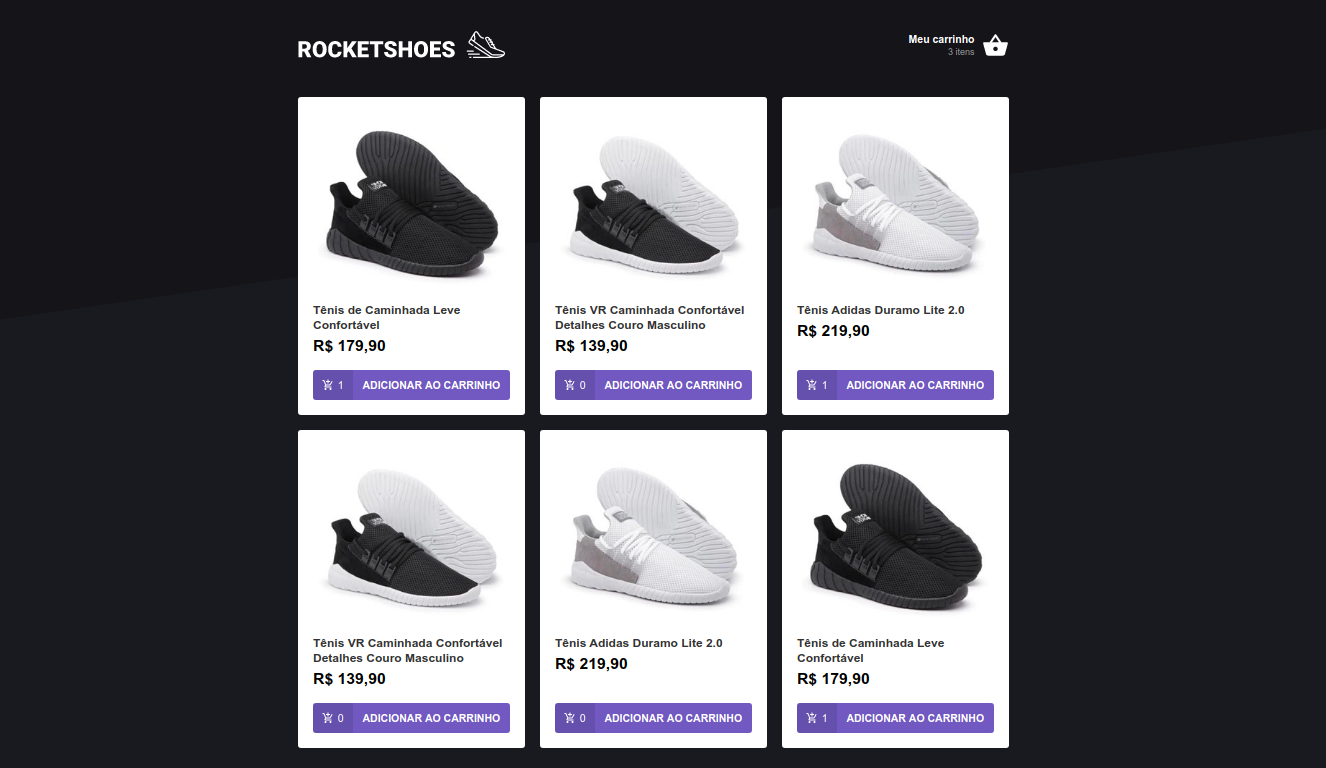 ROCKETSHOES
Meu carrinho
3 itens
Tênis de Caminhada Leve
Confortável
R$ 179,90
1 ADICIONAR AO CARRINHO
Tênis VR Caminhada Confortável
Detalhes Couro Masculino
R$ 139,90
0 ADICIONAR AO CARRINHO
Tênis Adidas Duramo Lite 2.0
R$ 219,90
1 ADICIONAR AO CARRINHO
Tênis VR Caminhada Confortável
Detalhes Couro Masculino
R$ 139,90
0 ADICIONAR AO CARRINHO
Tênis Adidas Duramo Lite 2.0
R$ 219,90
0 ADICIONAR AO CARRINHO
Tênis de Caminhada Leve
Confortável
R$ 179,90
1 ADICIONAR AO CARRINHO